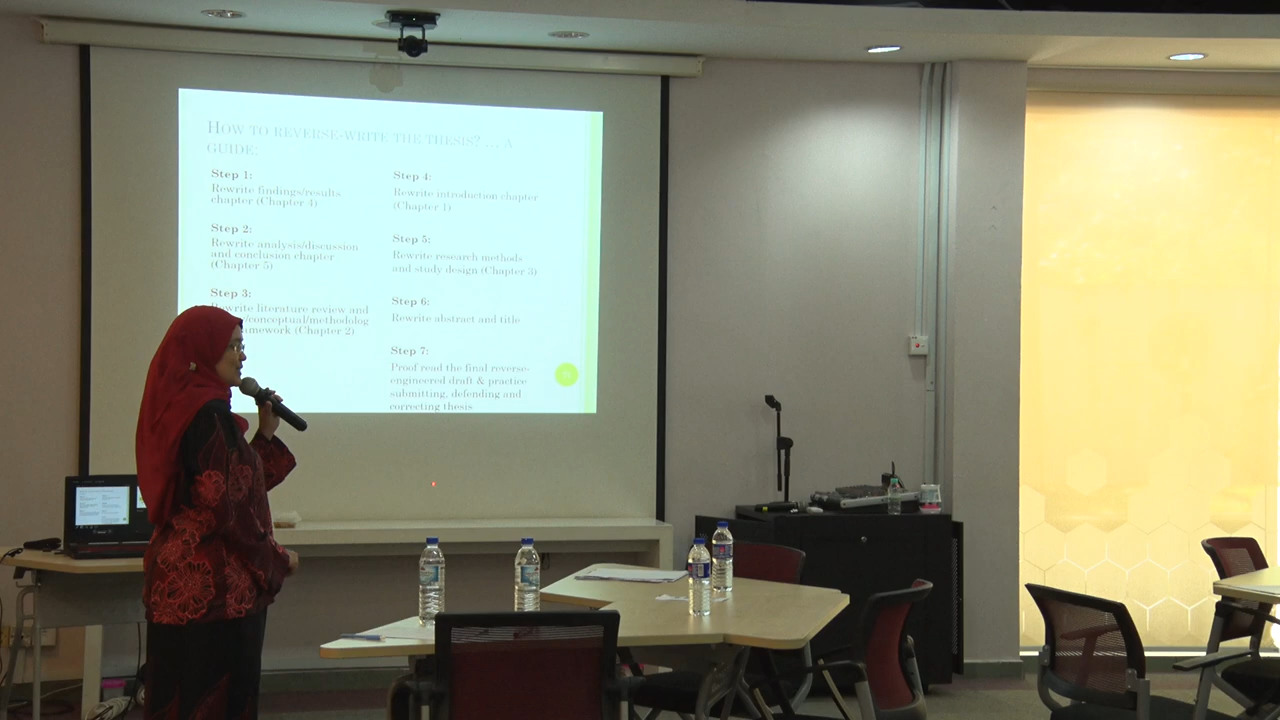 HOW TO REVERSE-WRITE THE THESIS? ... A
GUIDE:
Step 1:
Rewrite findings/results
chapter (Chapter 4)
Step 2:
Rewrite analysis/discussion
and conclusion chapter
(Chapter 5)
Step 3:
Rewrite literature review and
/conceptual/methodolog
(Chapter 2)
Step 4:
Rewrite introduction chapter
(Chapter 1)
Step 5:
Rewrite research methods
and study design (Chapter 3)
Step 6:
Rewrite abstract and title
Step 7:
Proof read the final reverse-
engineered draft & practice
submitting, defending and
correcting thesis